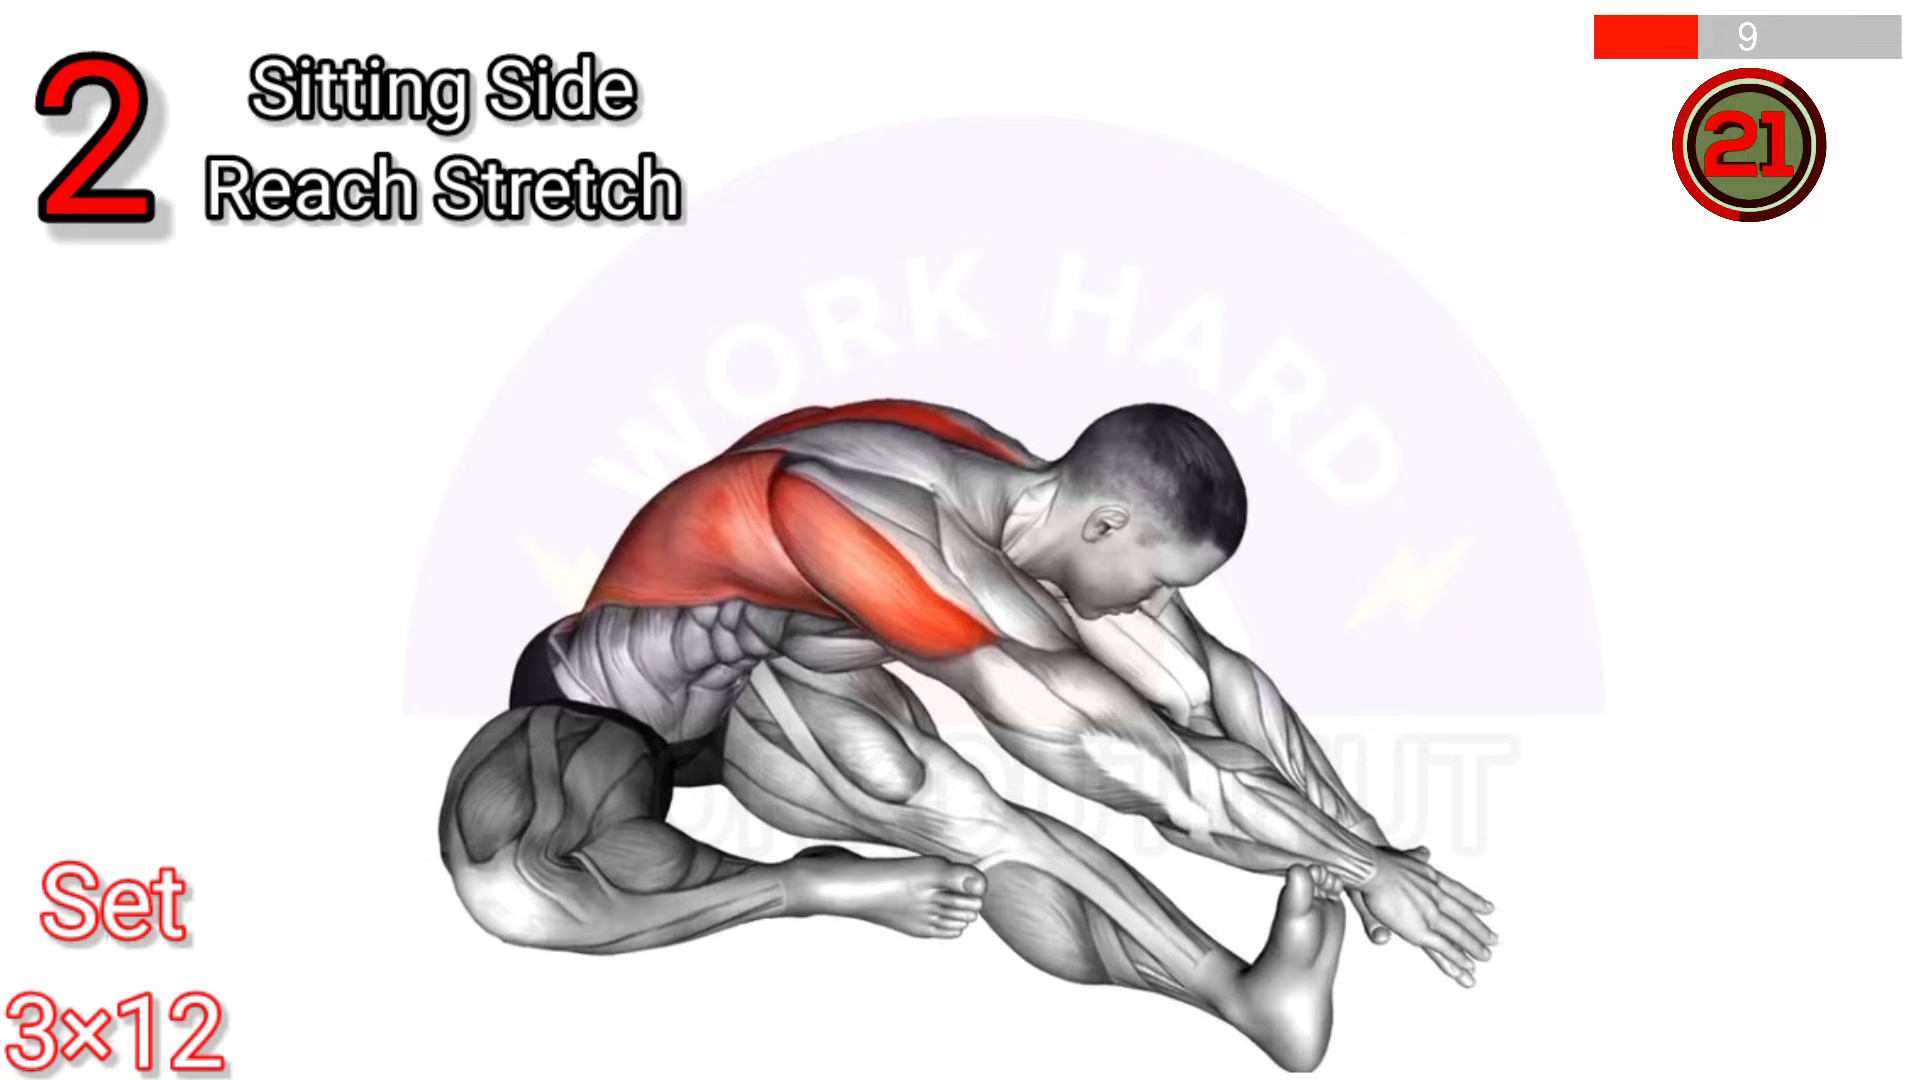 2
Sitting Side
Reach Stretch
9
21
WORK HARD
Set
3×12